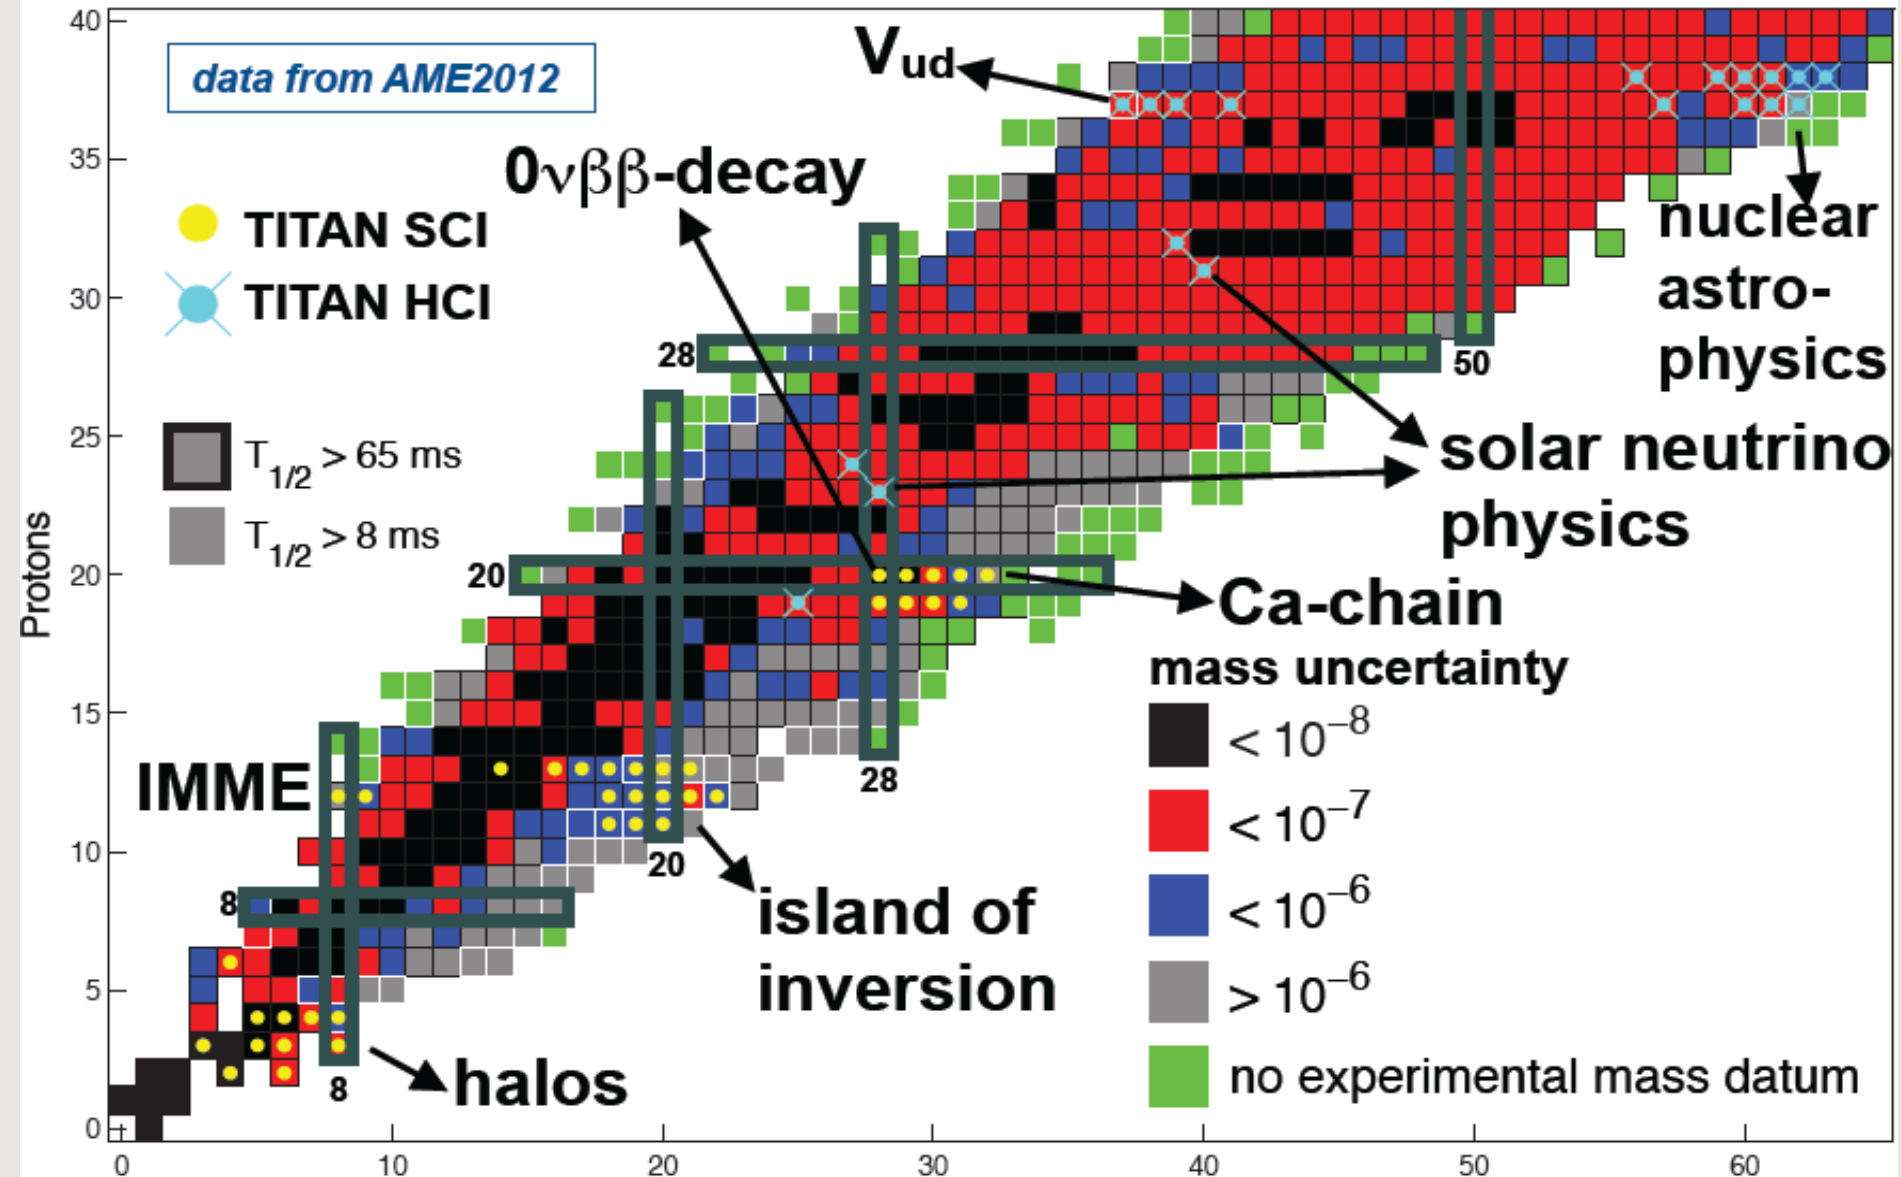 40
data from AME2012
V_ud
35
0νββ-decay
TITAN SCI
TITAN HCI
nuclear
astro-
physics
30
28
50
25
T_1/2 > 65 ms
solar neutrino
physics
T_1/2 > 8 ms
Protons
20
20
Ca-chain
mass uncertainty
15
< 10^−8
IMME
28
< 10^−7
10
20
8
island of
inversion
< 10^−6
5
> 10^−6
halos
8
no experimental mass datum
0
0 10 20 30 40 50 60